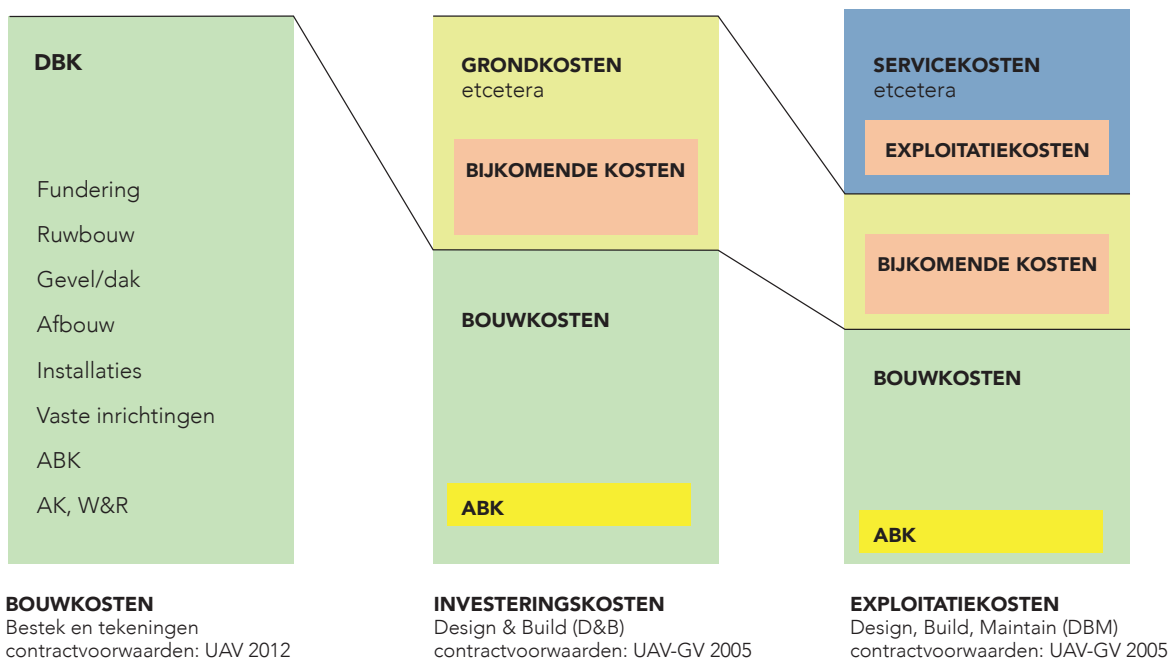 DBK
Fundering
Ruwbouw
Gevel/dak
Afbouw
Installaties
Vaste inrichtingen
ABK
AK, W&R
BOUWKOSTEN
Bestek en tekeningen
contractvoorwaarden: UAV 2012
GRONDKOSTEN
etcetera
BIJKOMENDE KOSTEN
BOUWKOSTEN
ABK
INVESTERINGSKOSTEN
Design & Build (D&B)
contractvoorwaarden: UAV-GV 2005
SERVICEKOSTEN
etcetera
EXPLOITATIEKOSTEN
BIJKOMENDE KOSTEN
BOUWKOSTEN
ABK
EXPLOITATIEKOSTEN
Design, Build, Maintain (DBM)
contractvoorwaarden: UAV-GV 2005